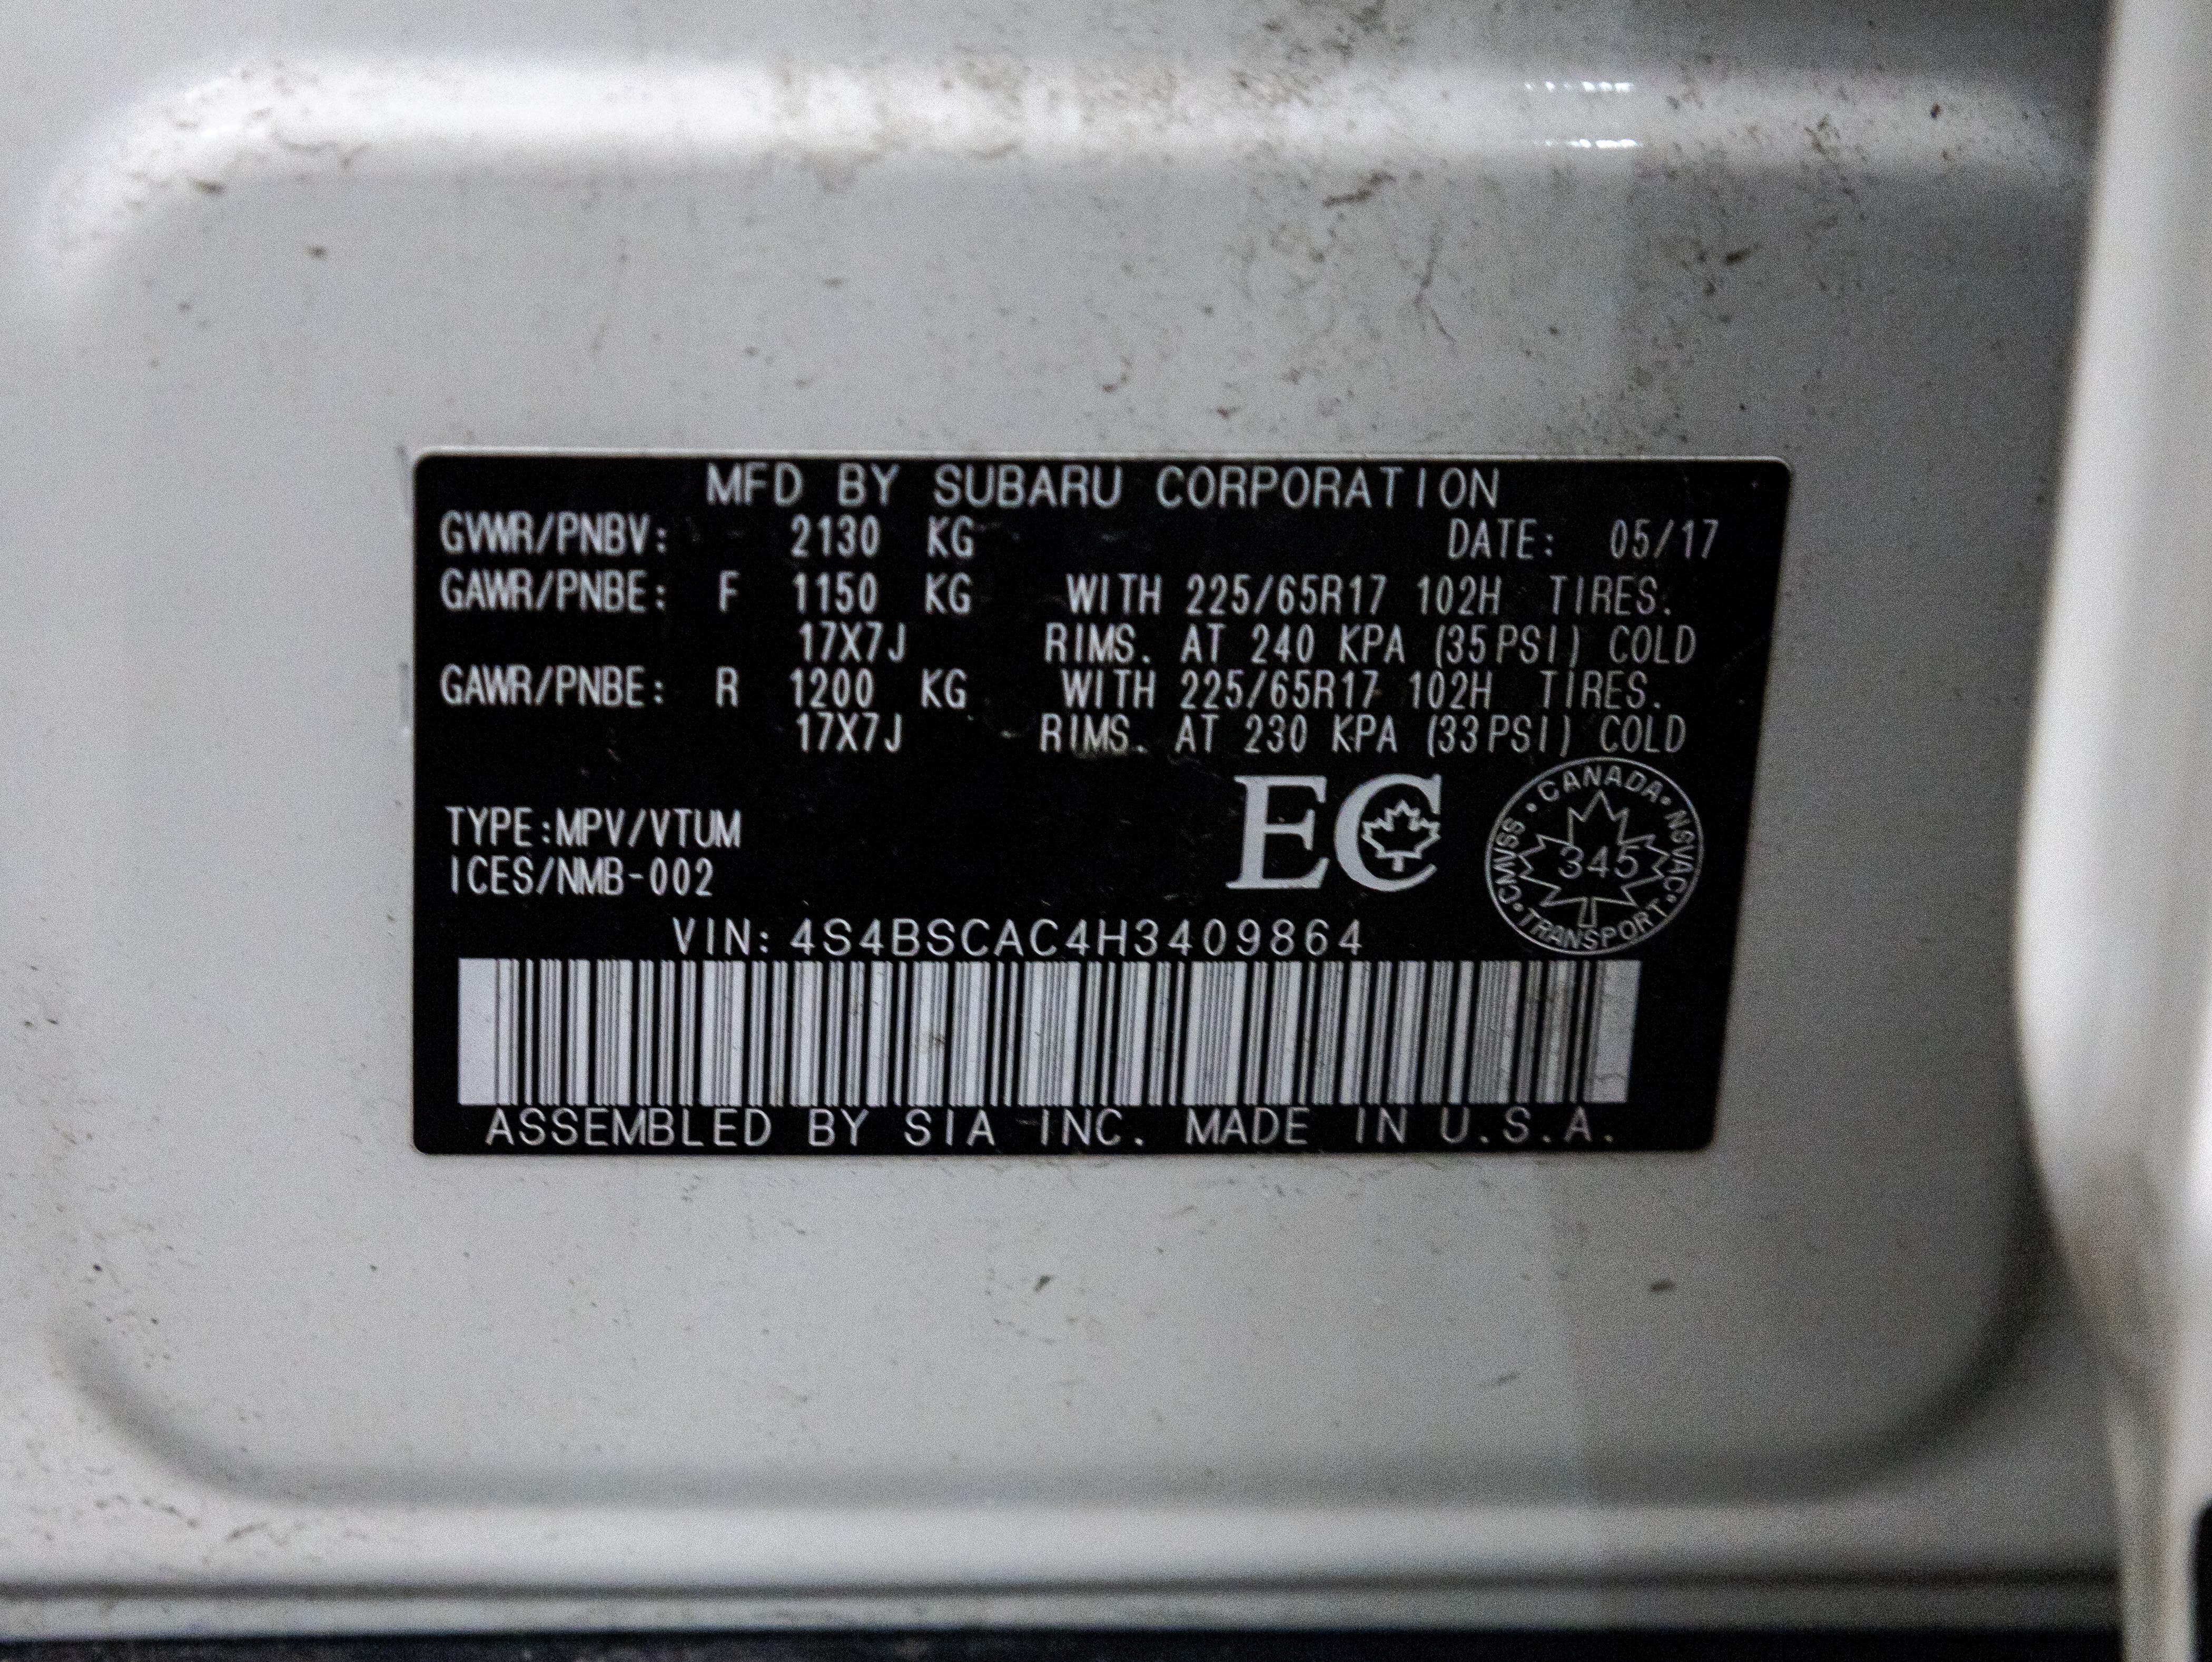 MFD BY SUBARU CORPORATION
GVWR/PNBV: 2130 KG DATE: 05/17
GAWR/PNBE: F 1150 KG WITH 225/65R17 102H TIRES.
17X7J RIMS. AT 240 KPA (35PSI) COLD
GAWR/PNBE: R 1200 KG WITH 225/65R17 102H TIRES.
17X7J RIMS. AT 230 KPA (33PSI) COLD
EC
CANADA • NSVAC • TRANSPORT • CMVSS •
345
TYPE:MPV/VTUM
ICES/NMB-002
VIN: 4S4BSCAC4H3409864
ASSEMBLED BY SIA INC. MADE IN U.S.A.